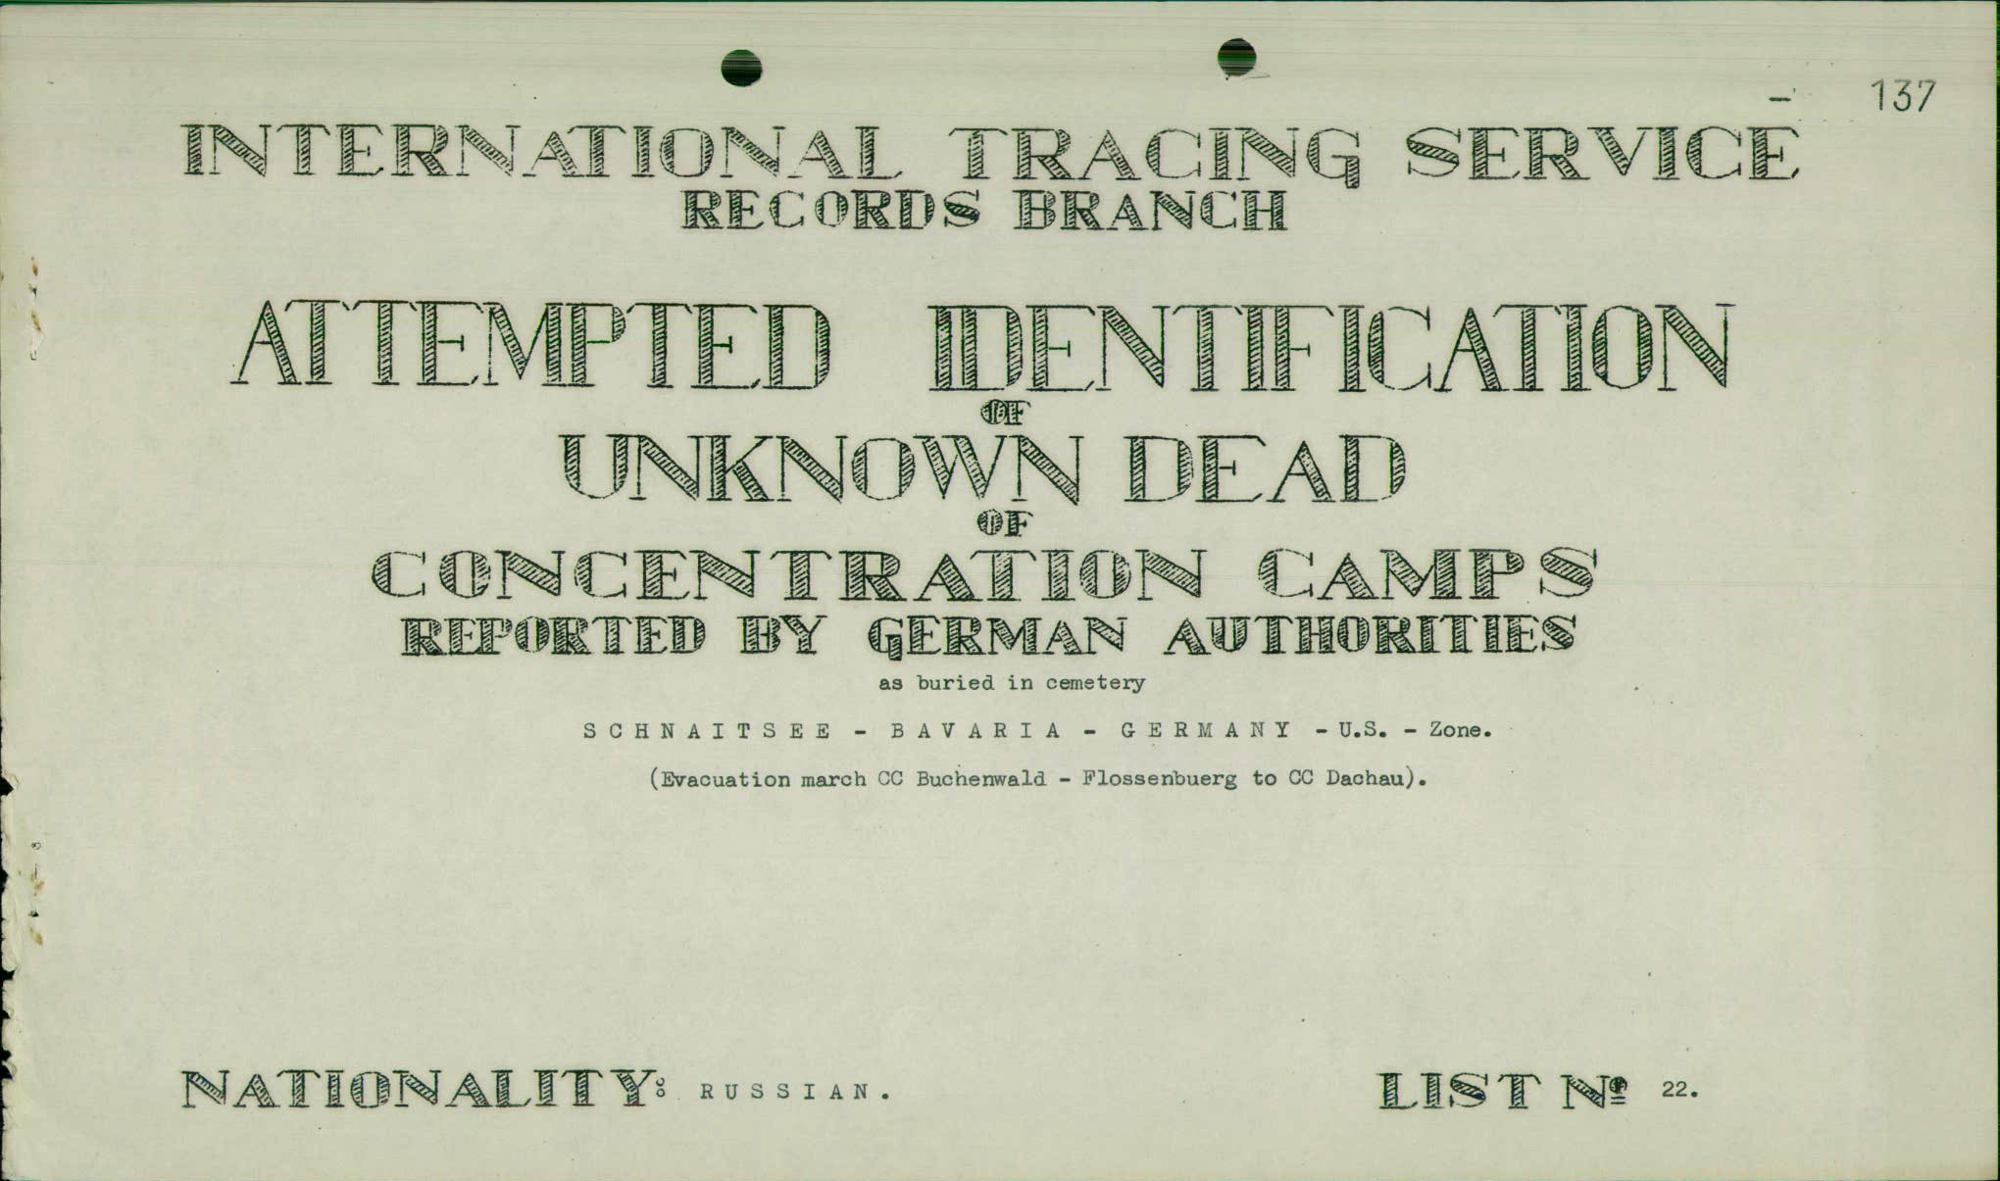 137
INTERNATIONAL TRACING SERVICE
RECORDS BRANCH
ATTEMPTED IDENTIFICATION
OF
UNKNOWN DEAD
OF
CONCENTRATION CAMPS
REPORTED BY GERMAN AUTHORITIES
as buried in cemetery
SCHNAITSEE - BAVARIA - GERMANY - U.S. - Zone.
(Evacuation march CC Buchenwald - Flossenbuerg to CC Dachau).
NATIONALITY: RUSSIAN. LIST Nº 22.